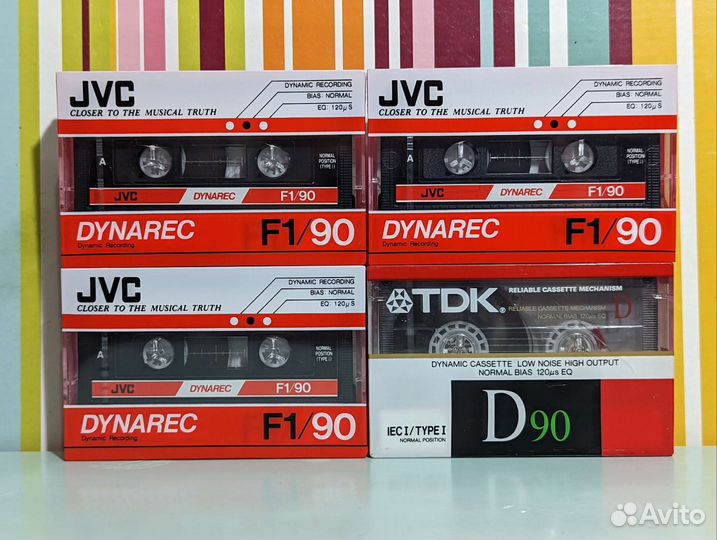 JVC
CLOSER TO THE MUSICAL TRUTH
DYNAMIC RECORDING
BIAS: NORMAL
EQ: 120μS
A
NORMAL
POSITION
(TYPE I)
JVC DYNAREC F1/90
DYNAREC F1/90
Dynamic Recording
JVC
CLOSER TO THE MUSICAL TRUTH
DYNAMIC RECORDING
BIAS: NORMAL
EQ: 120μS
A
NORMAL
POSITION
(TYPE I)
JVC DYNAREC F1/90
DYNAREC F1/90
Dynamic Recording
JVC
CLOSER TO THE MUSICAL TRUTH
DYNAMIC RECORDING
BIAS: NORMAL
EQ: 120μS
A
NORMAL
POSITION
(TYPE I)
JVC DYNAREC F1/90
DYNAREC F1/90
Dynamic Recording
TDK®
RELIABLE CASSETTE MECHANISM
RELIABLE CASSETTE MECHANISM
NORMAL BIAS 120μs EQ
D
DYNAMIC CASSETTE LOW NOISE HIGH OUTPUT
NORMAL BIAS 120μs EQ
IEC I/TYPE I
NORMAL POSITION
D90
Avito